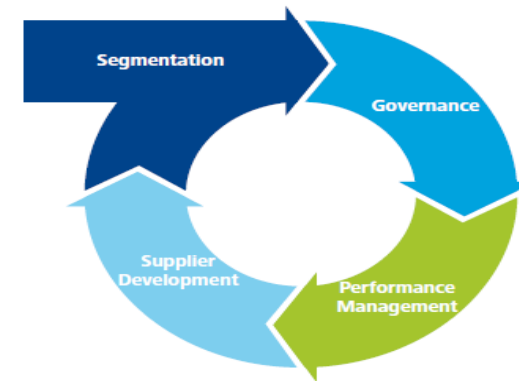 Segmentation
Governance
Performance
Management
Supplier
Development